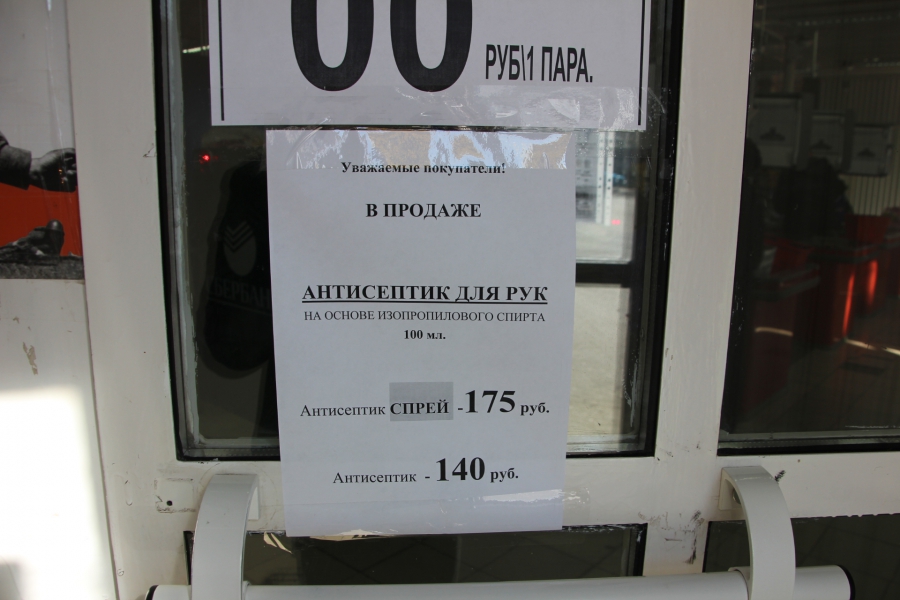 РУБ\1 ПАРА.
Уважаемые покупатели!
В ПРОДАЖЕ
АНТИСЕПТИК ДЛЯ РУК
НА ОСНОВЕ ИЗОПРОПИЛОВОГО СПИРТА
100 мл.
Антисептик СПРЕЙ -175 руб.
Антисептик - 140 руб.